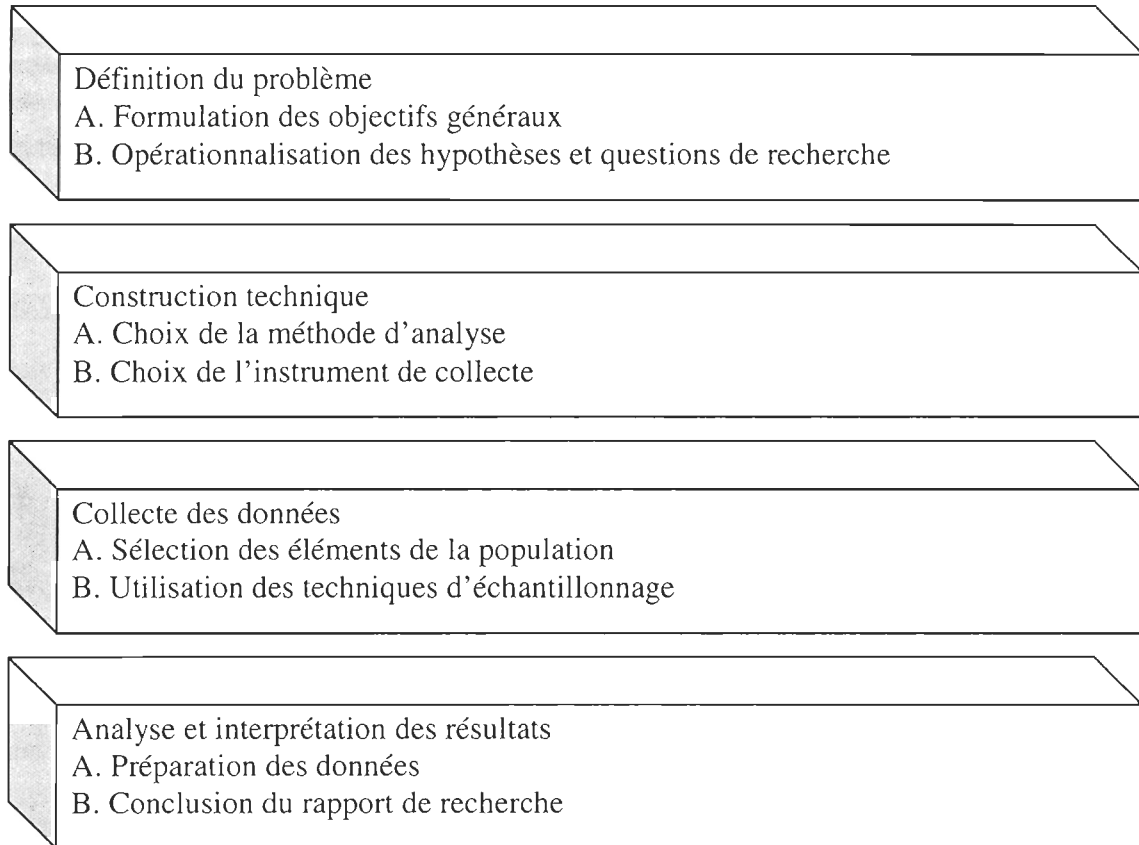 Définition du problème
A. Formulation des objectifs généraux
B. Opérationnalisation des hypothèses et questions de recherche
Construction technique
A. Choix de la méthode d’analyse
B. Choix de l’instrument de collecte
Collecte des données
A. Sélection des éléments de la population
B. Utilisation des techniques d’échantillonnage
Analyse et interprétation des résultats
A. Préparation des données
B. Conclusion du rapport de recherche